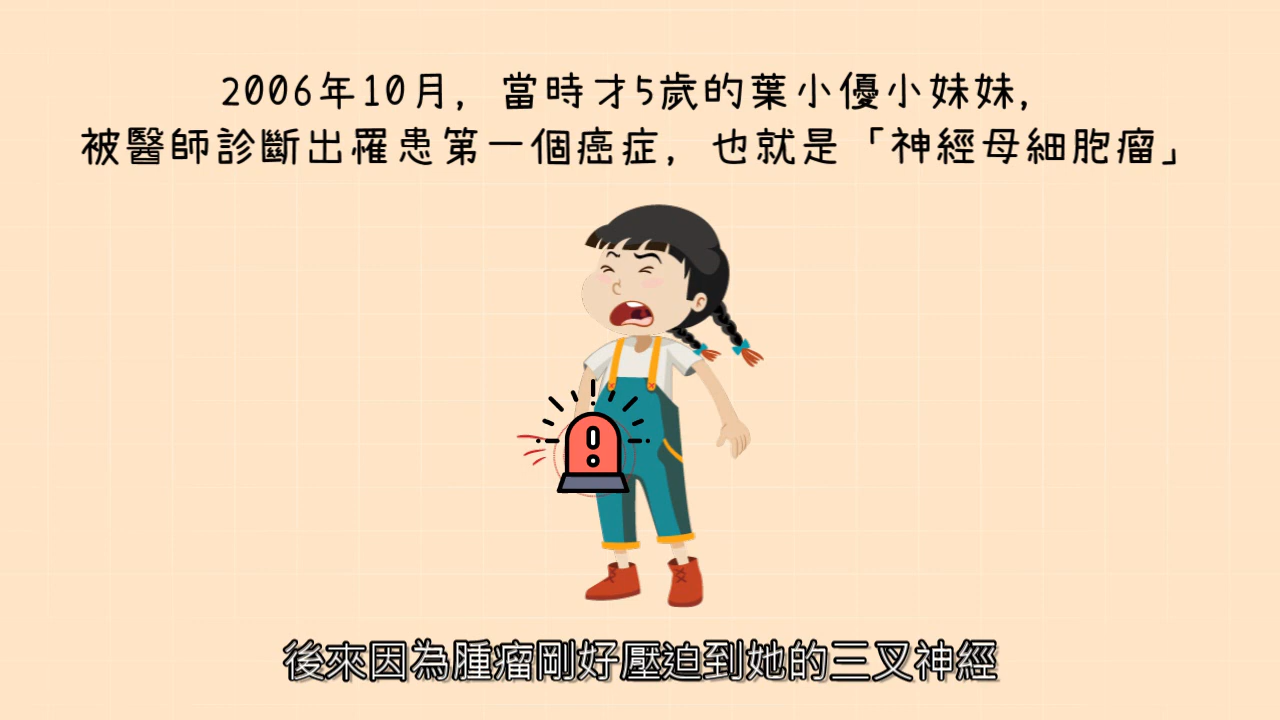 2006年10月, 當時才5歲的葉小優小妹妹,
被醫師診斷出罹患第一個癌症, 也就是「神經母細胞瘤」
後來因為腫瘤剛好壓迫到她的三叉神經